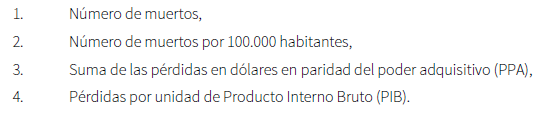 1. Número de muertos,
2. Número de muertos por 100.000 habitantes,
3. Suma de las pérdidas en dólares en paridad del poder adquisitivo (PPA),
4. Pérdidas por unidad de Producto Interno Bruto (PIB).